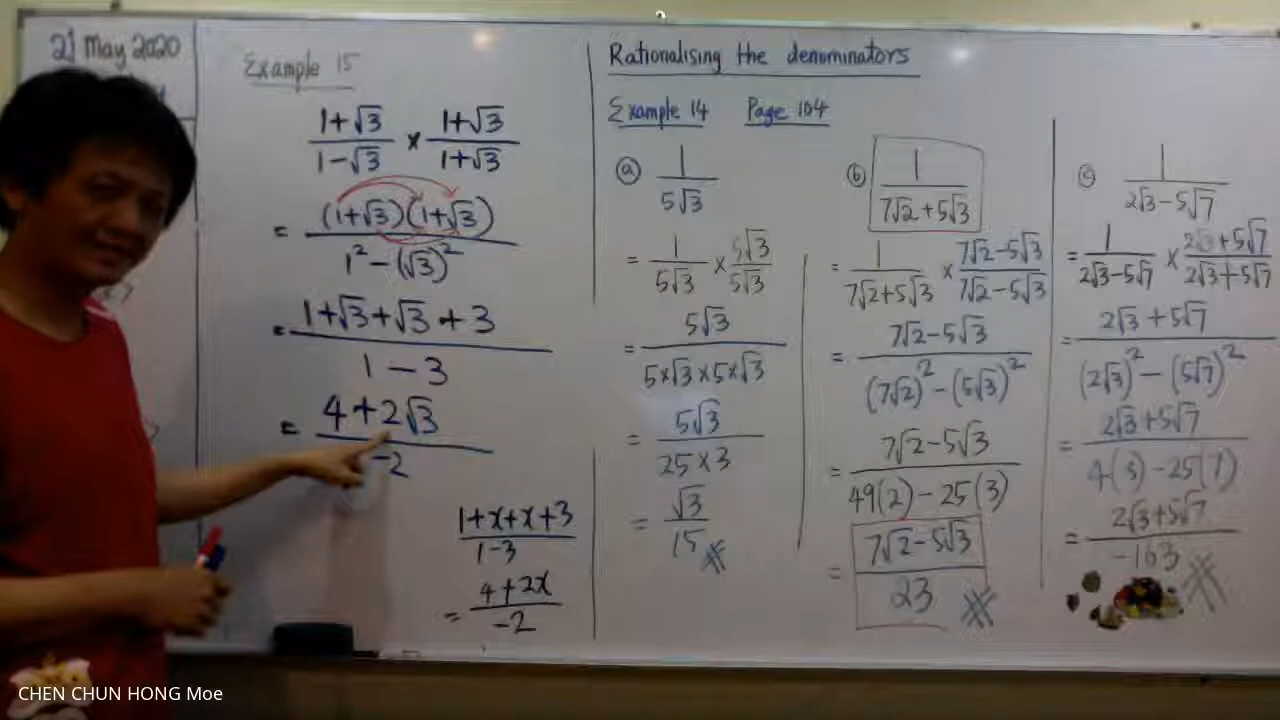 21 May 2020
Example 15
(1+√3)/(1-√3) × (1+√3)/(1+√3)
= (1+√3)(1+√3)/(1² - (√3)²)
= (1+√3+√3+3)/(1-3)
= (4+2√3)/(-2)
(1+x+x+3)/(1-3)
= (4+2x)/(-2)
Rationalising the denominators
Example 14 Page 104
(a) 1/(5√3)
= 1/(5√3) × (5√3)/(5√3)
= 5√3/(5×√3×5×√3)
= 5√3/(25×3)
= √3/15
(b) 1/(7√2+5√3)
= 1/(7√2+5√3) × (7√2-5√3)/(7√2-5√3)
= (7√2-5√3)/((7√2)² - (5√3)²)
= (7√2-5√3)/(49(2) - 25(3))
= (7√2-5√3)/23
(c) 1/(2√3-5√7)
= 1/(2√3-5√7) × (2√3+5√7)/(2√3+5√7)
= (2√3+5√7)/((2√3)² - (5√7)²)
= (2√3+5√7)/(4(3) - 25(7))
= (2√3+5√7)/(-163)
CHEN CHUN HONG Moe